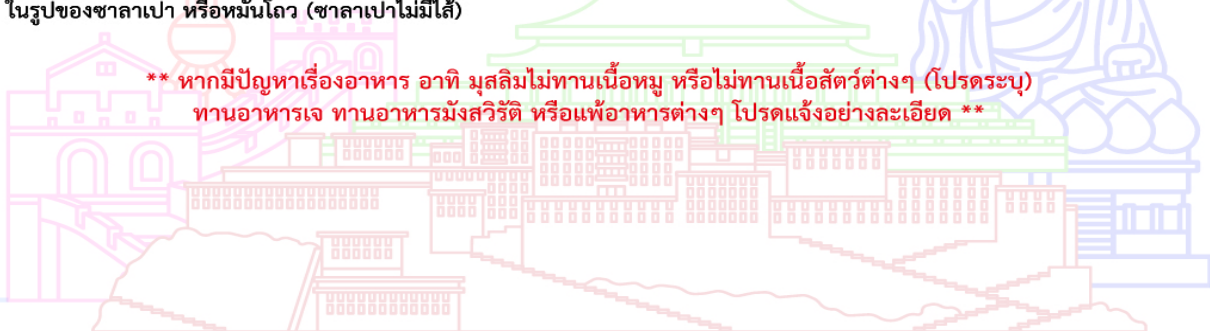 ในรูปของซาลาเปา หรือหมั่นโถว (ซาลาเปาไม่มีไส้)
** หากมีปัญหาเรื่องอาหาร อาทิ มุสลิมไม่ทานเนื้อหมู หรือไม่ทานเนื้อสัตว์ต่างๆ (โปรดระบุ)
ทานอาหารเจ ทานอาหารมังสวิรัติ หรือแพ้อาหารต่างๆ โปรดแจ้งอย่างละเอียด **